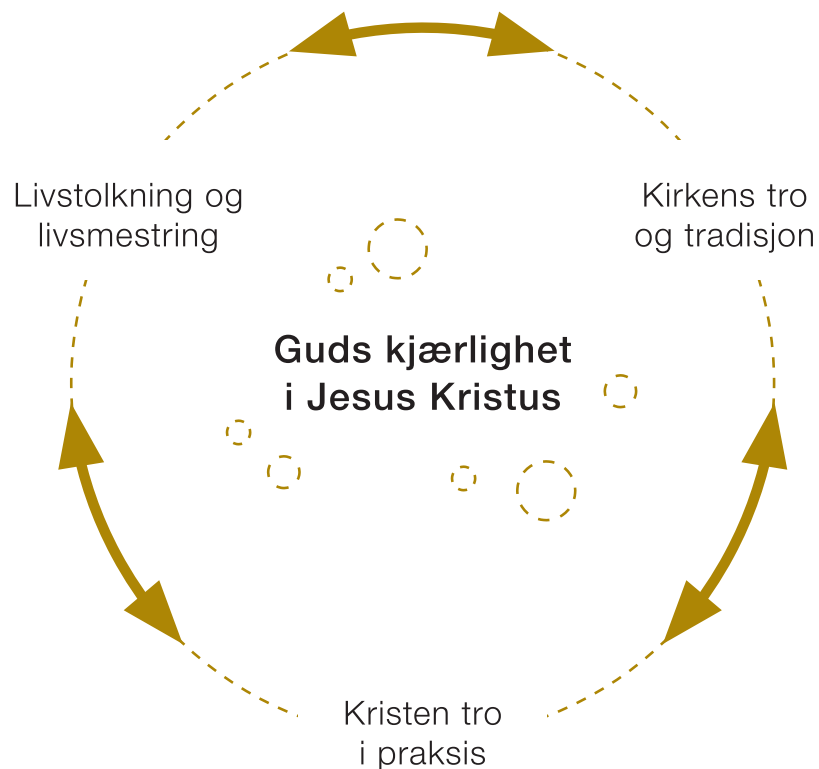 Livstolkning og
livsmestring
Kirkens tro
og tradisjon
Guds kjærlighet
i Jesus Kristus
Kristen tro
i praksis